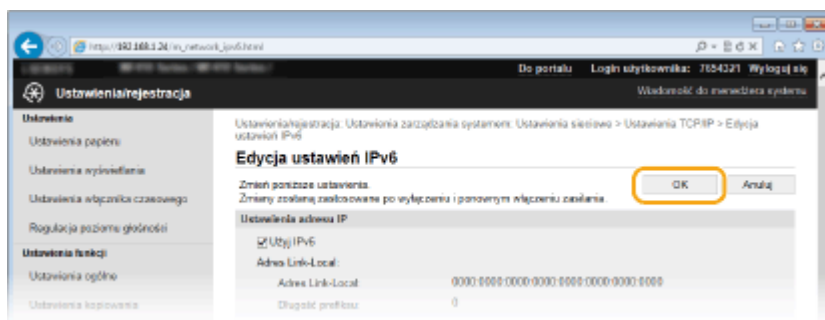 http://192.168.1.24/m_network_ipv6.html
Do portalu Login użytkownika: 7654321 Wyloguj się
Ustawienia/rejestracja
Wiadomość do menedżera systemu
Ustawienia
Ustawienia papieru
Ustawienia wyświetlania
Ustawienia włącznika czasowego
Regulacja poziomu głośności
Ustawienia funkcji
Ustawienia ogólne
Ustawienia kopiowania
Ustawienia/rejestracja: Ustawienia zarządzania systemem: Ustawienia sieciowe > Ustawienia TCP/IP > Edycja
ustawień IPv6
Edycja ustawień IPv6
Zmień poniższe ustawienia.
Zmiany zostaną zastosowane po wyłączeniu i ponownym włączeniu zasilania.
OK Anuluj
Ustawienia adresu IP
Użyj IPv6
Adres Link-Local:
Adres Link-Local: 0000:0000:0000:0000:0000:0000:0000:0000
Długość prefiksu: 0